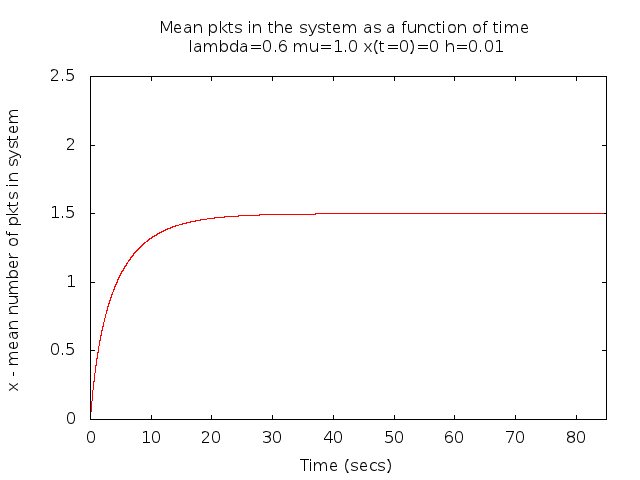 Mean pkts in the system as a function of time
lambda=0.6 mu=1.0 x(t=0)=0 h=0.01
x - mean number of pkts in system
2.5
2
1.5
1
0.5
0
0 10 20 30 40 50 60 70 80
Time (secs)